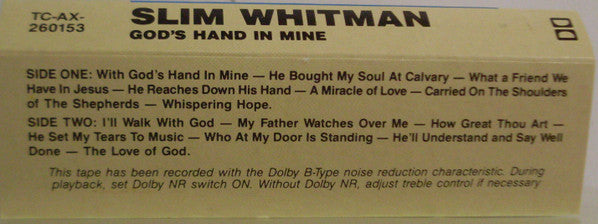 TC-AX-
260153
SLIM WHITMAN
GOD'S HAND IN MINE
SIDE ONE: With God's Hand In Mine — He Bought My Soul At Calvary — What a Friend We
Have In Jesus — He Reaches Down His Hand — A Miracle of Love — Carried On The Shoulders
of The Shepherds — Whispering Hope.
SIDE TWO: I'll Walk With God — My Father Watches Over Me — How Great Thou Art —
He Set My Tears To Music — Who At My Door Is Standing — He'll Understand and Say Well
Done — The Love of God.
This tape has been recorded with the Dolby B-Type noise reduction characteristic. During
playback, set Dolby NR switch ON. Without Dolby NR, adjust treble control if necessary